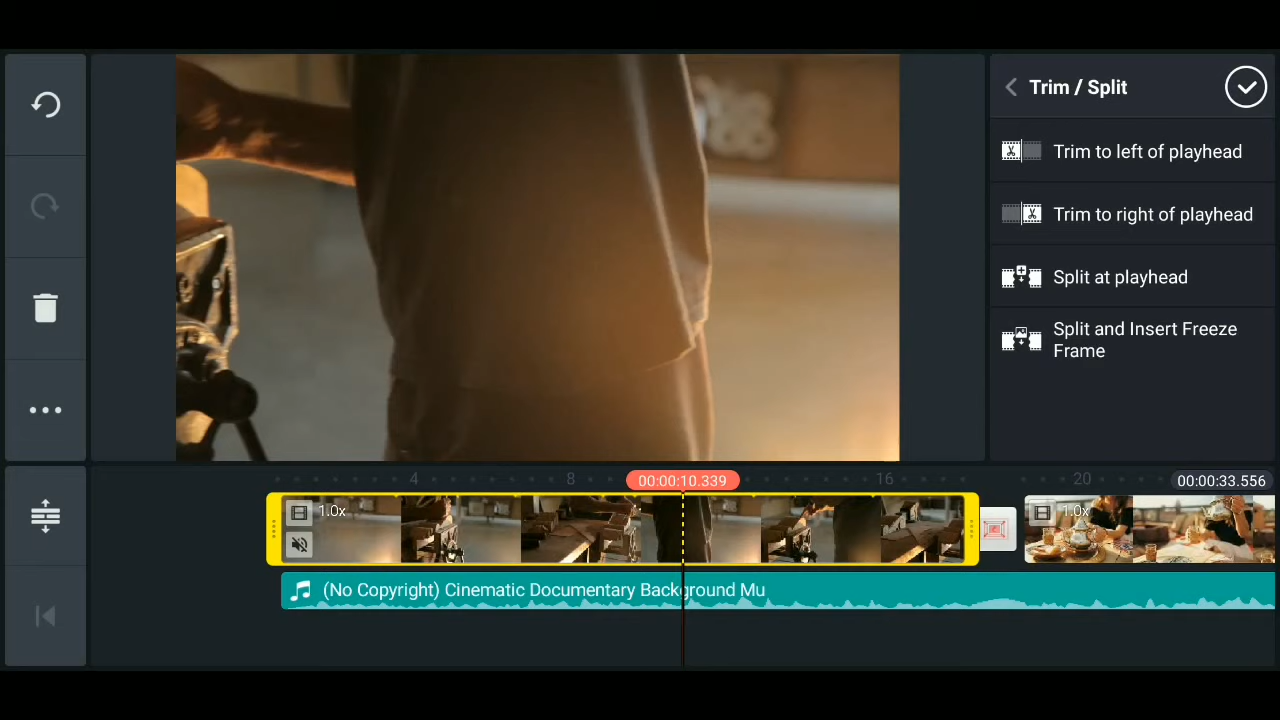 Trim / Split
Trim to left of playhead
Trim to right of playhead
Split at playhead
Split and Insert Freeze
Frame
4
8
00:00:10.339
16
20
00:00:33.556
1.0x
1.0x
(No Copyright) Cinematic Documentary Background Mu